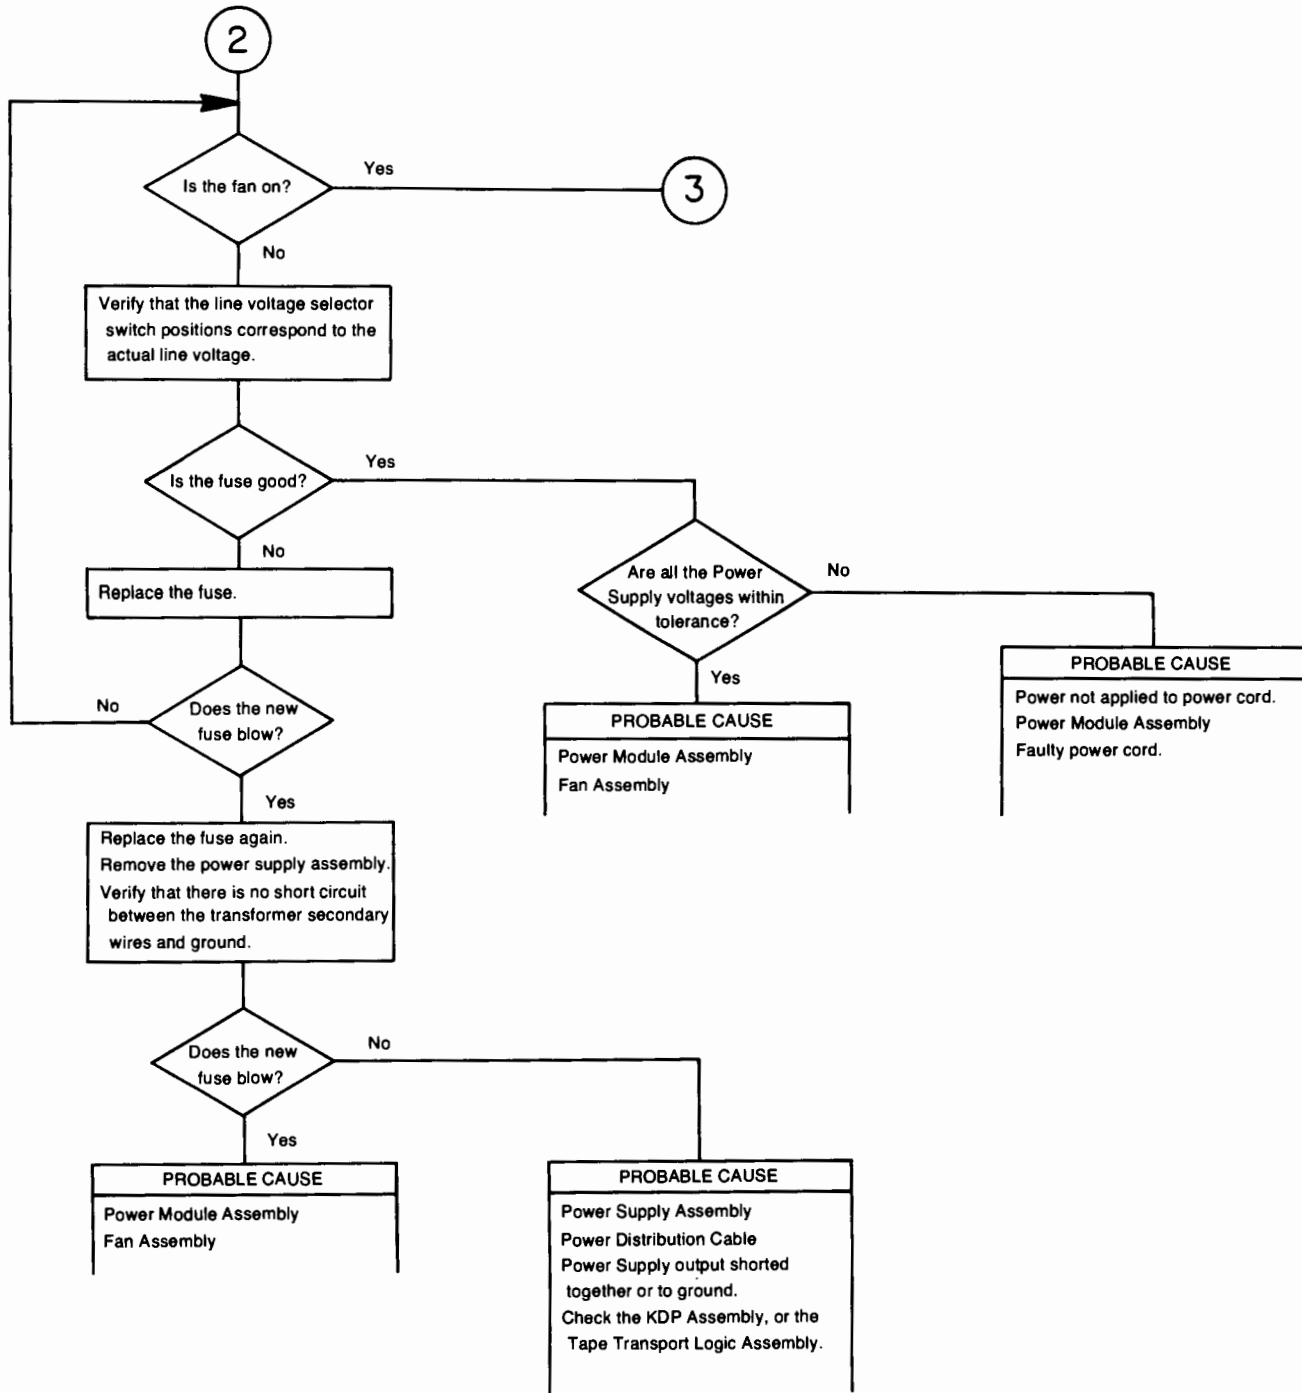 2
Yes
Is the fan on?
3
No
Verify that the line voltage selector
switch positions correspond to the
actual line voltage.
Yes
Is the fuse good?
No
Replace the fuse.
Are all the Power
Supply voltages within
tolerance?
No
Yes
No
Does the new
fuse blow?
Yes
PROBABLE CAUSE
Power Module Assembly
Fan Assembly
PROBABLE CAUSE
Power not applied to power cord.
Power Module Assembly
Faulty power cord.
Replace the fuse again.
Remove the power supply assembly.
Verify that there is no short circuit
between the transformer secondary
wires and ground.
Does the new
fuse blow?
No
Yes
PROBABLE CAUSE
Power Module Assembly
Fan Assembly
PROBABLE CAUSE
Power Supply Assembly
Power Distribution Cable
Power Supply output shorted
together or to ground.
Check the KDP Assembly, or the
Tape Transport Logic Assembly.